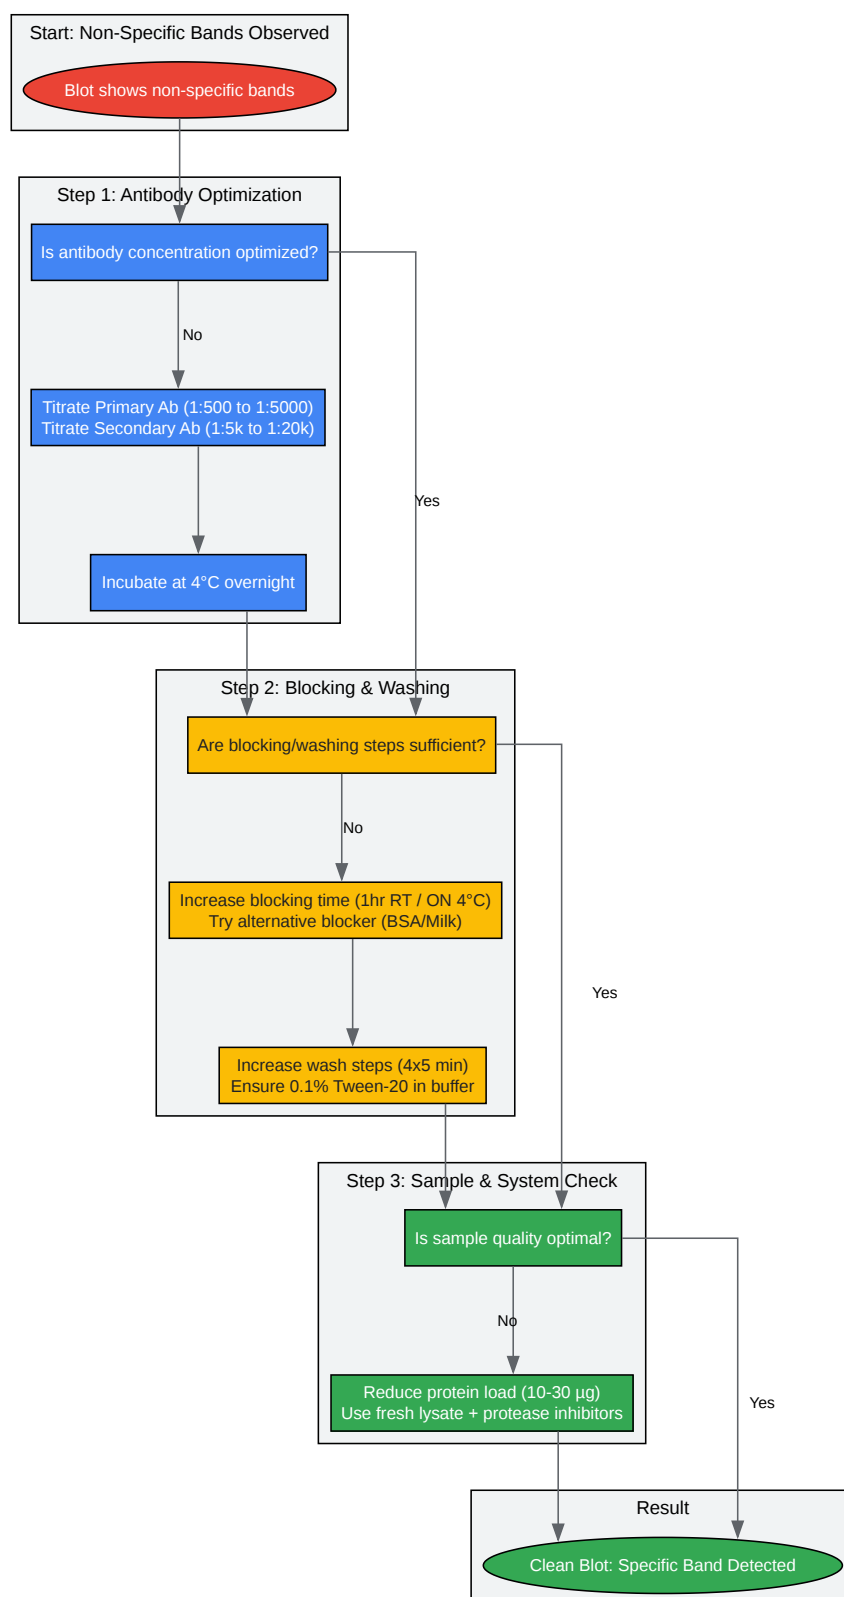 Start: Non-Specific Bands Observed
Blot shows non-specific bands
Step 1: Antibody Optimization
Is antibody concentration optimized?
No
Titrate Primary Ab (1:500 to 1:5000)
Titrate Secondary Ab (1:5k to 1:20k)
Yes
Incubate at 4°C overnight
Step 2: Blocking & Washing
Are blocking/washing steps sufficient?
No
Increase blocking time (1hr RT / ON 4°C)
Try alternative blocker (BSA/Milk)
Yes
Increase wash steps (4x5 min)
Ensure 0.1% Tween-20 in buffer
Step 3: Sample & System Check
Is sample quality optimal?
No
Reduce protein load (10-30 µg)
Use fresh lysate + protease inhibitors
Yes
Result
Clean Blot: Specific Band Detected